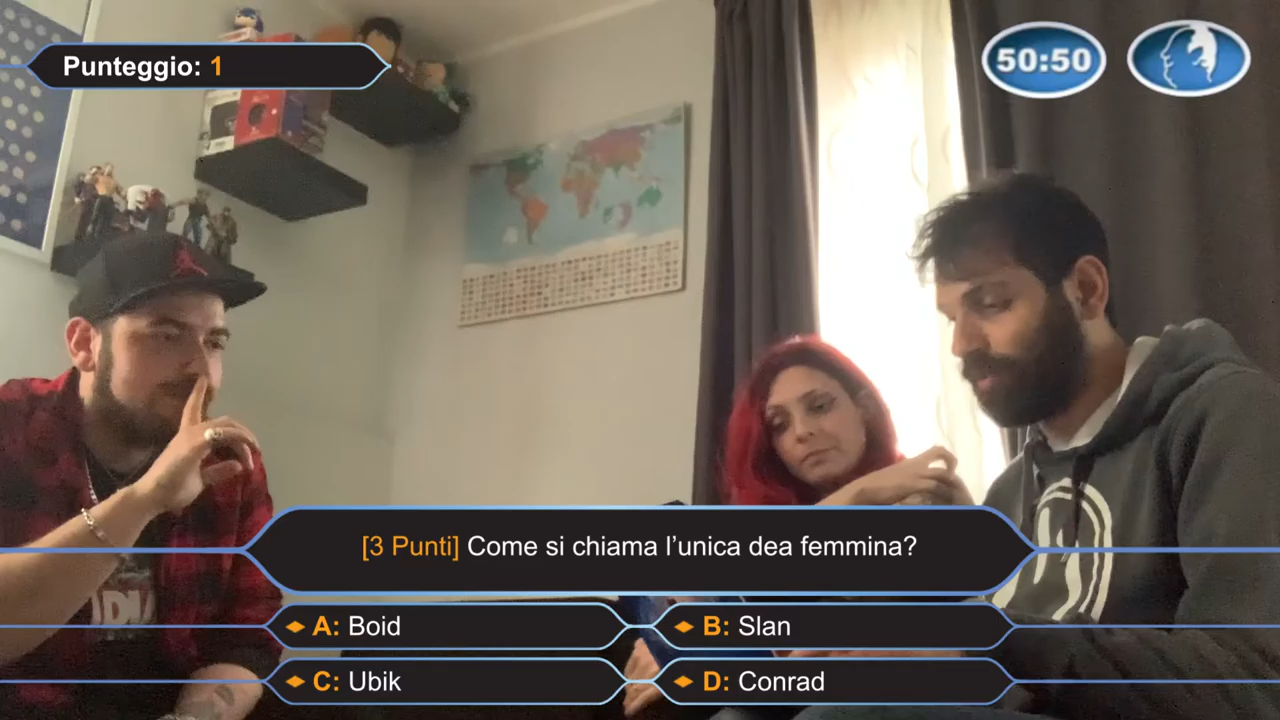 Punteggio: 1
50:50
[3 Punti] Come si chiama l’unica dea femmina?
A: Boid
B: Slan
C: Ubik
D: Conrad